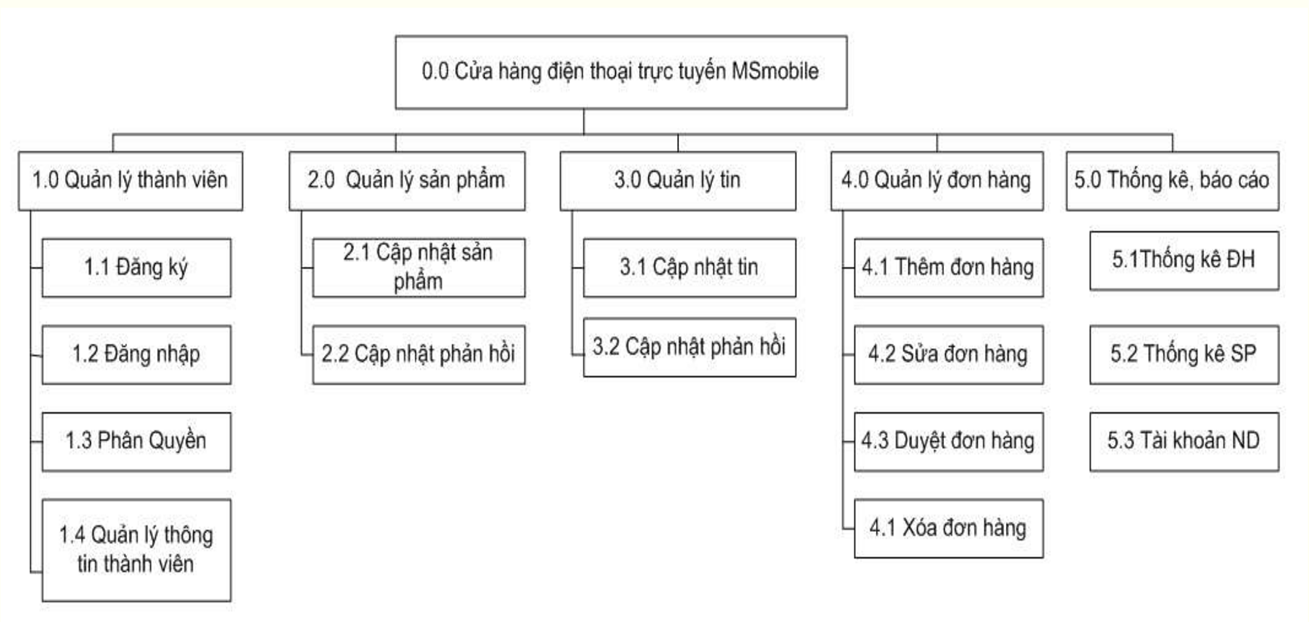 0.0 Cửa hàng điện thoại trực tuyến MSmobile
1.0 Quản lý thành viên
1.1 Đăng ký
1.2 Đăng nhập
1.3 Phân Quyền
1.4 Quản lý thông
tin thành viên
2.0 Quản lý sản phẩm
2.1 Cập nhật sản
phẩm
2.2 Cập nhật phản hồi
3.0 Quản lý tin
3.1 Cập nhật tin
3.2 Cập nhật phản hồi
4.0 Quản lý đơn hàng
4.1 Thêm đơn hàng
4.2 Sửa đơn hàng
4.3 Duyệt đơn hàng
4.1 Xóa đơn hàng
5.0 Thống kê, báo cáo
5.1Thống kê ĐH
5.2 Thống kê SP
5.3 Tài khoản ND